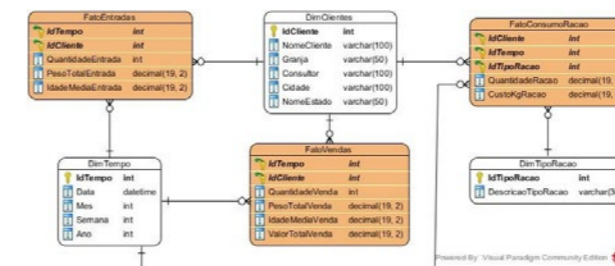 FatoEntradas
IdTempo int
IdCliente int
QuantidadeEntrada int
PesoTotalEntrada decimal(19, 2)
IdadeMediaEntrada decimal(19, 2)
DimClientes
IdCliente int
NomeCliente varchar(100)
Granja varchar(50)
Consultor varchar(100)
Cidade varchar(100)
NomeEstado varchar(50)
FatoConsumoRacao
IdCliente int
IdTempo int
IdTipoRacao int
QuantidadeRacao decimal(19,
CustoKgRacao decimal(19,
DimTempo
IdTempo int
Data datetime
Mes int
Semana int
Ano int
FatoVendas
IdTempo int
IdCliente int
QuantidadeVenda int
PesoTotalVenda decimal(19, 2)
IdadeMediaVenda decimal(19, 2)
ValorTotalVenda decimal(19, 2)
DimTipoRacao
IdTipoRacao int
DescricaoTipoRacao
Powered By Visual Paradigm Community Edition